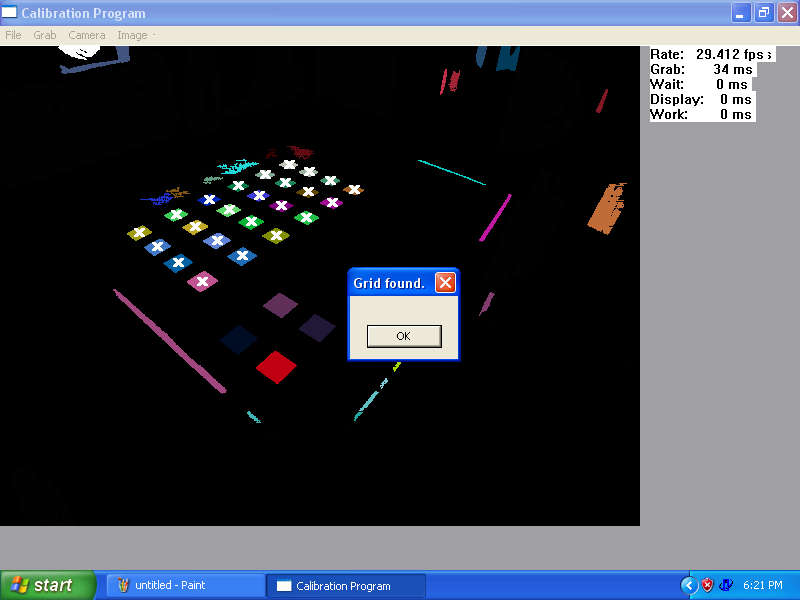 Calibration Program
File Grab Camera Image -
Rate: 29.412 fps s
Grab: 34 ms
Wait: 0 ms
Display: 0 ms
Work: 0 ms
Grid found.
OK
start
untitled - Paint
Calibration Program
6:21 PM